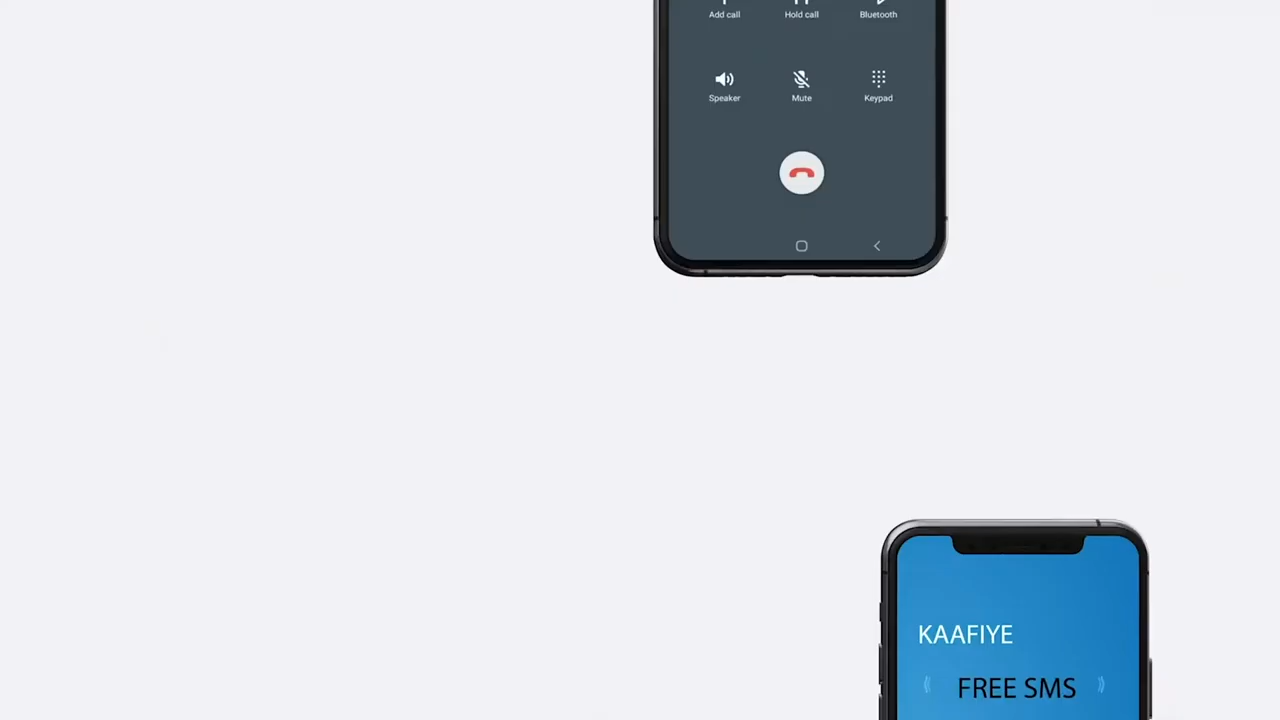 Add call Hold call Bluetooth
Speaker Mute Keypad
KAAFIYE
FREE SMS